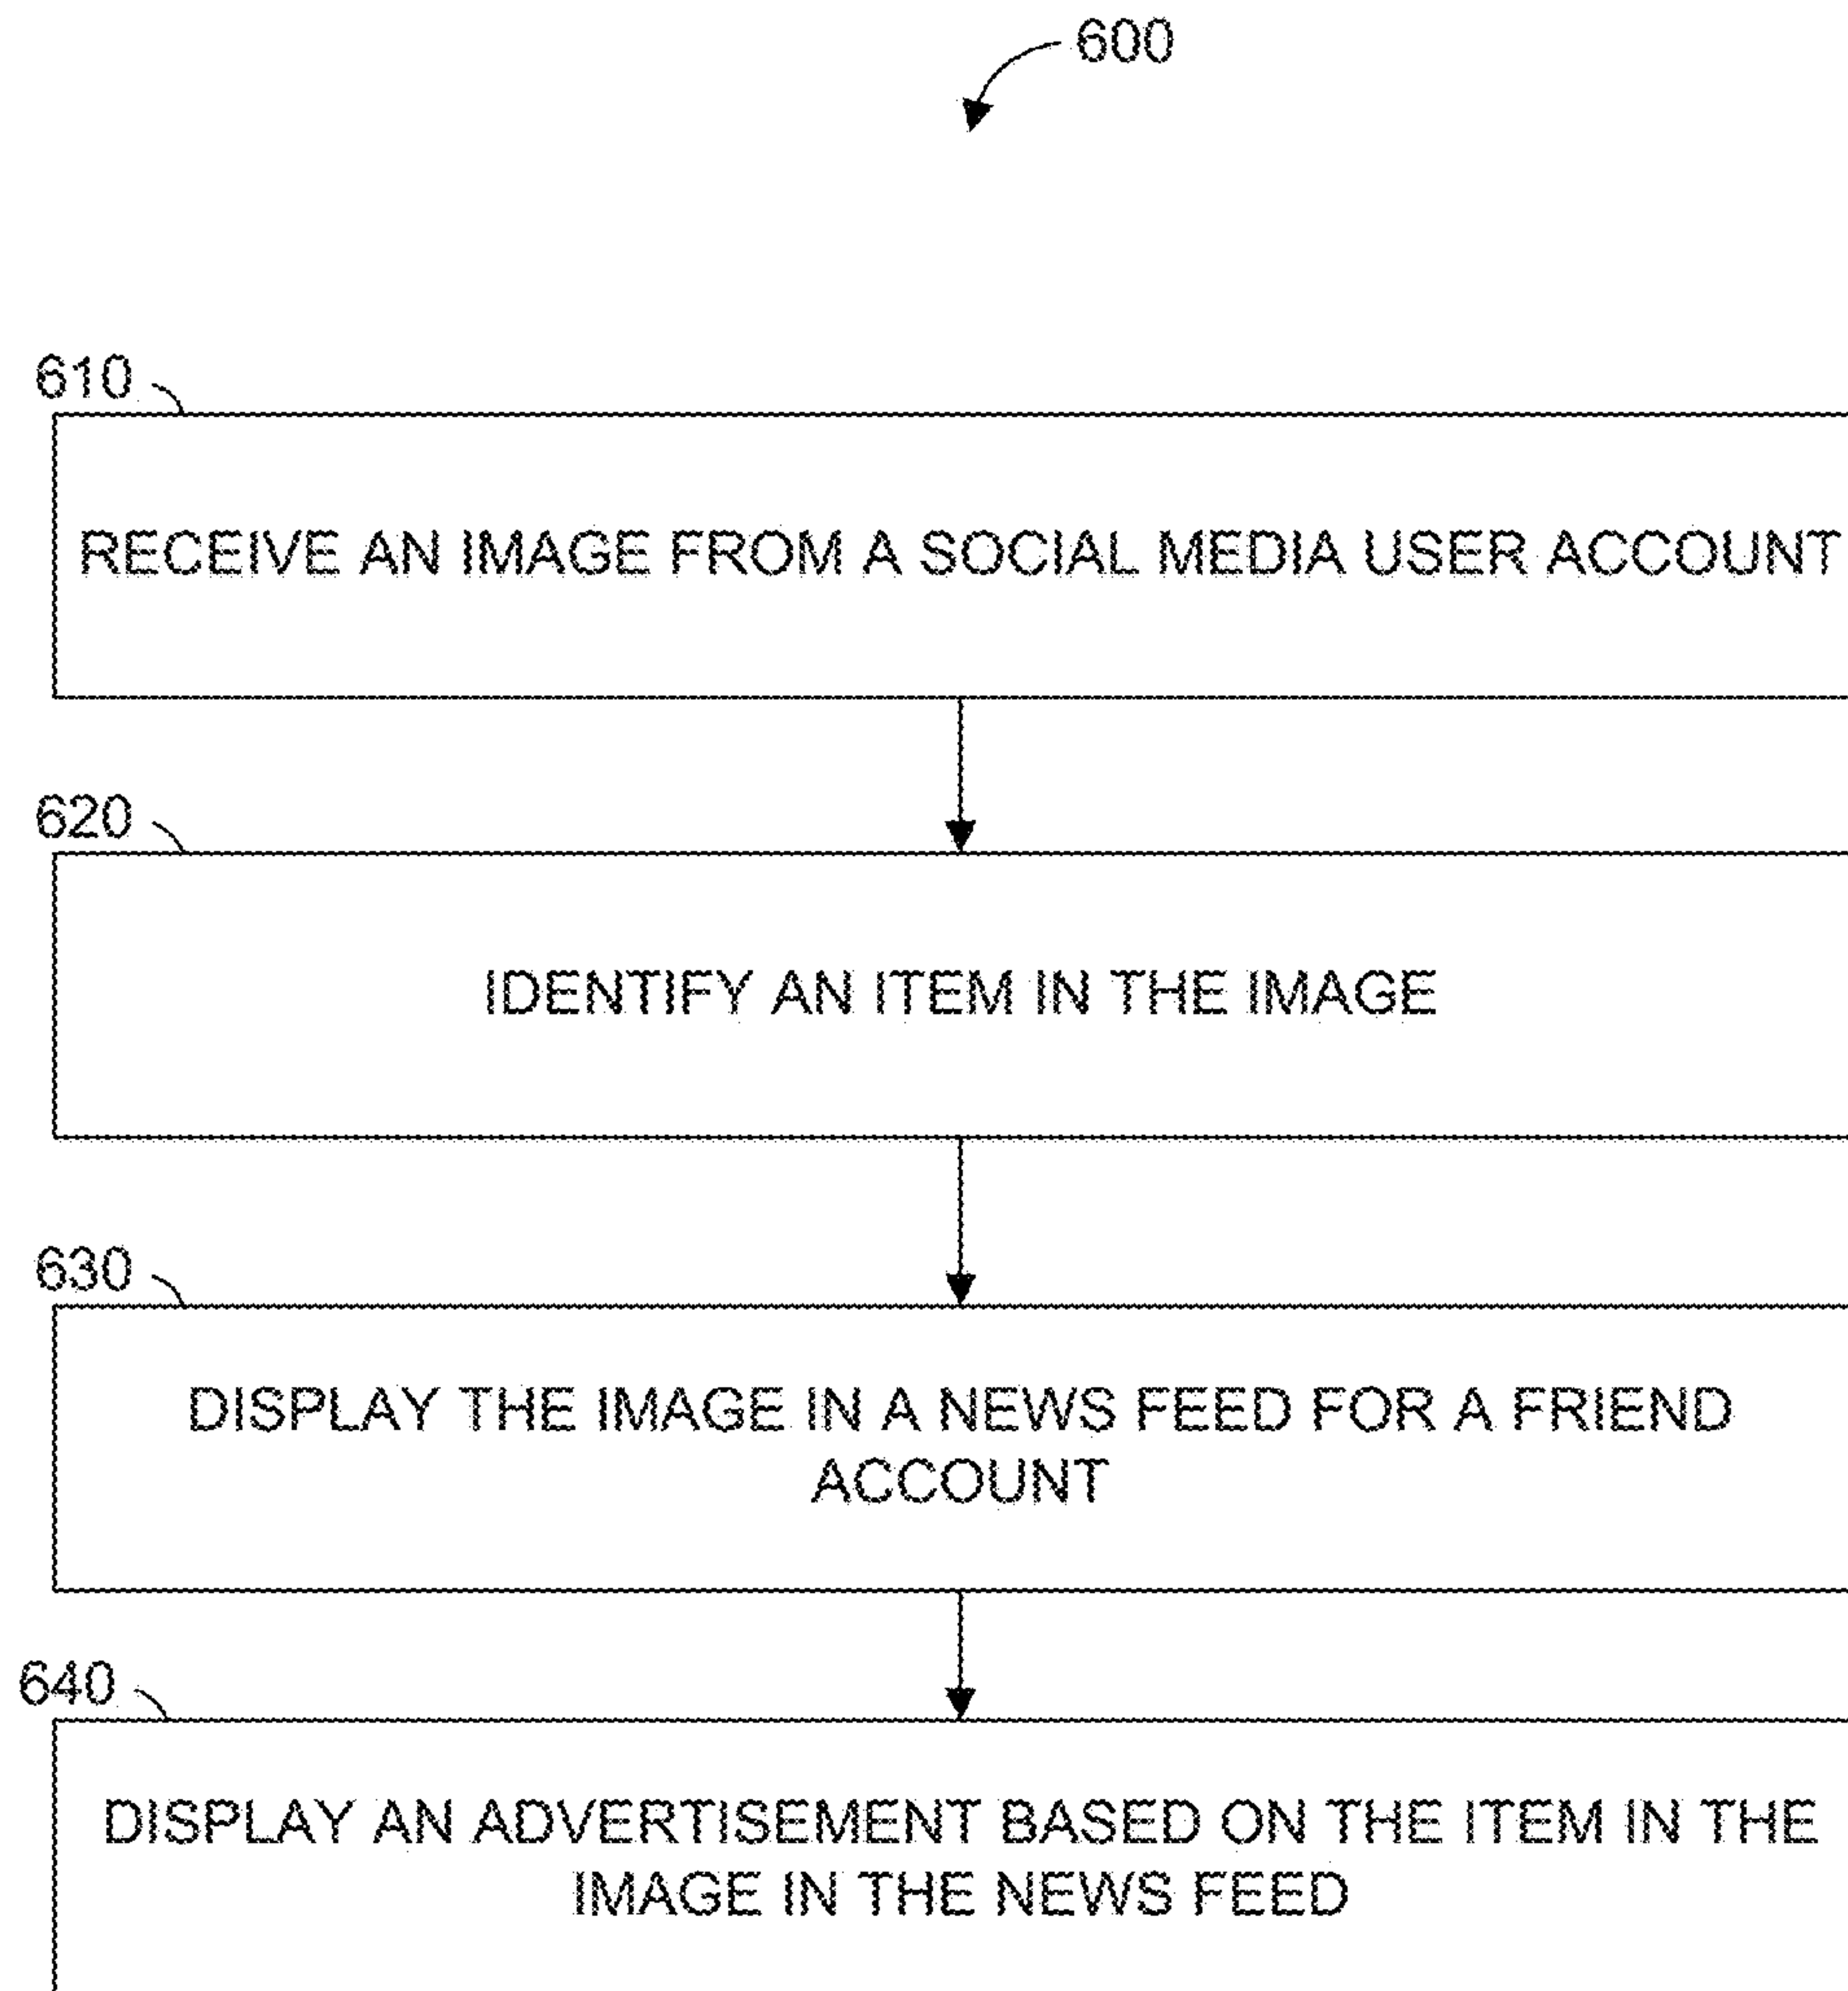 600
610
RECEIVE AN IMAGE FROM A SOCIAL MEDIA USER ACCOUNT
620
IDENTIFY AN ITEM IN THE IMAGE
630
DISPLAY THE IMAGE IN A NEWS FEED FOR A FRIEND
ACCOUNT
640
DISPLAY AN ADVERTISEMENT BASED ON THE ITEM IN THE
IMAGE IN THE NEWS FEED